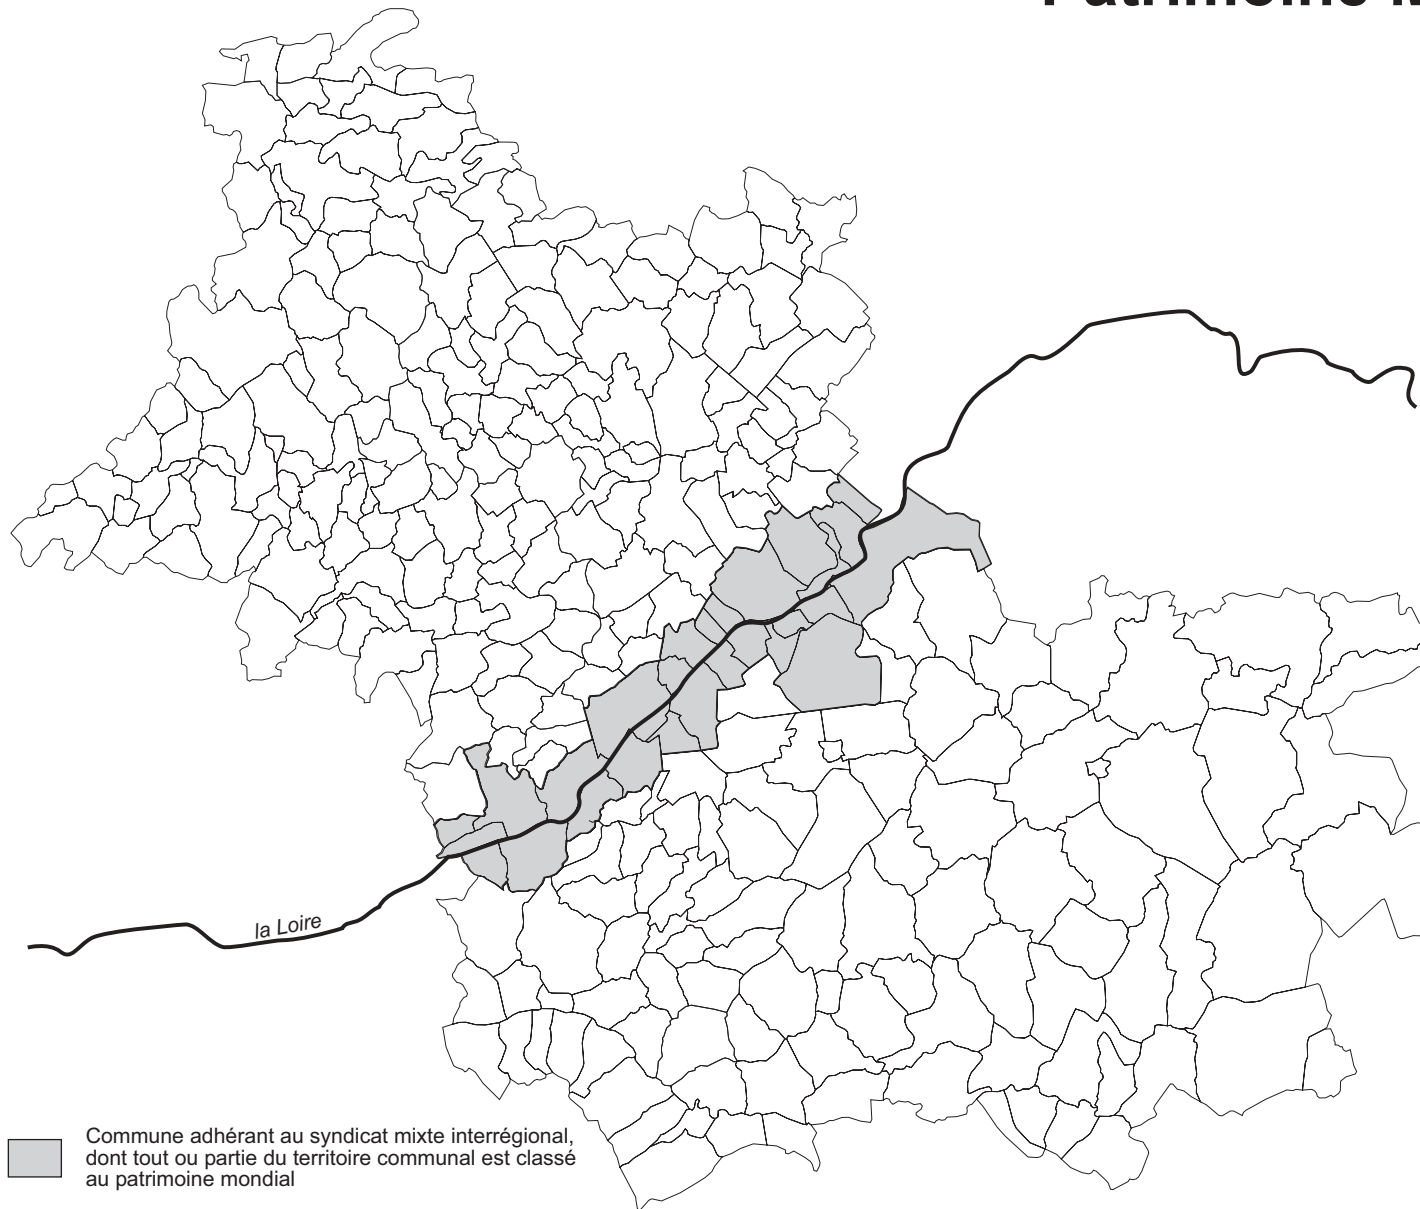 Patrimoine
la Loire
Commune adhérant au syndicat mixte interrégional,
dont tout ou partie du territoire communal est classé
au patrimoine mondial